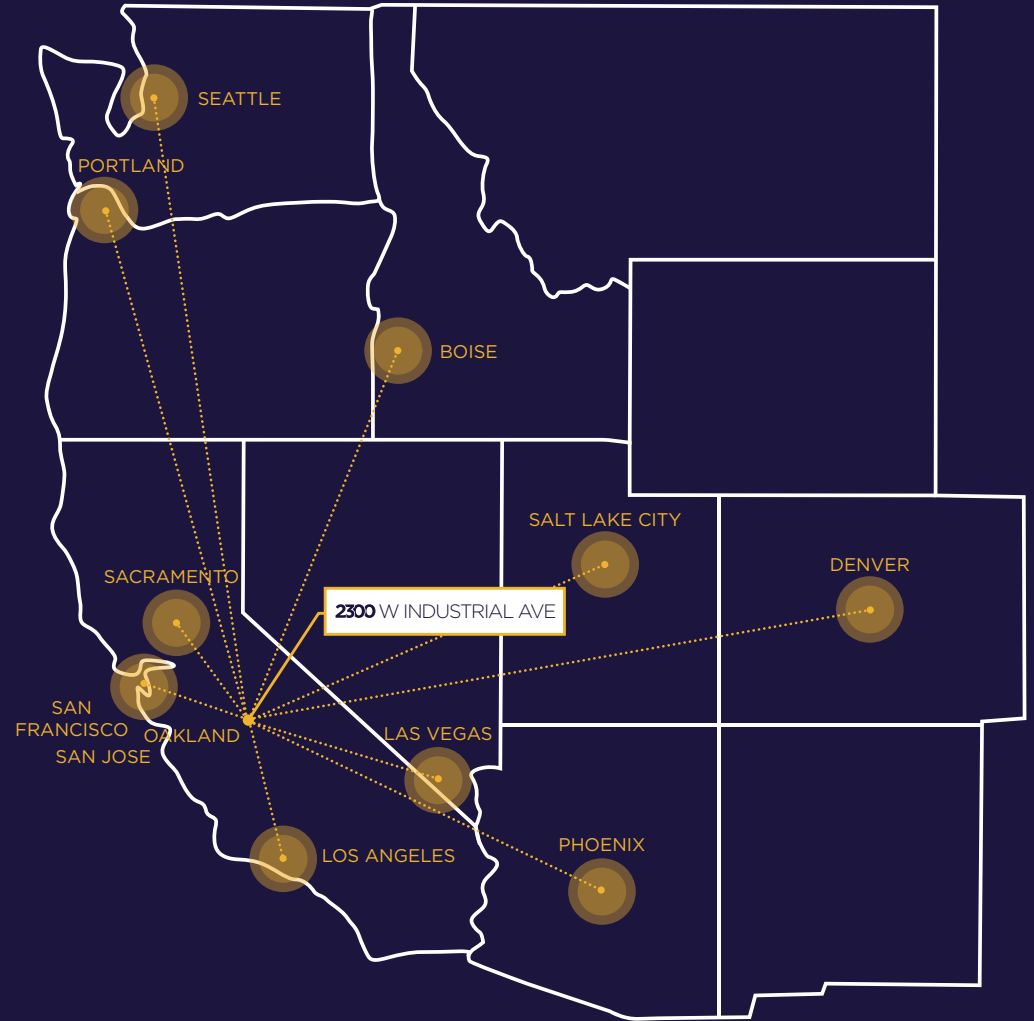 SEATTLE
PORTLAND
BOISE
SALT LAKE CITY
DENVER
SACRAMENTO
2300 W INDUSTRIAL AVE
SAN
FRANCISCO
OAKLAND
SAN JOSE
LAS VEGAS
PHOENIX
LOS ANGELES